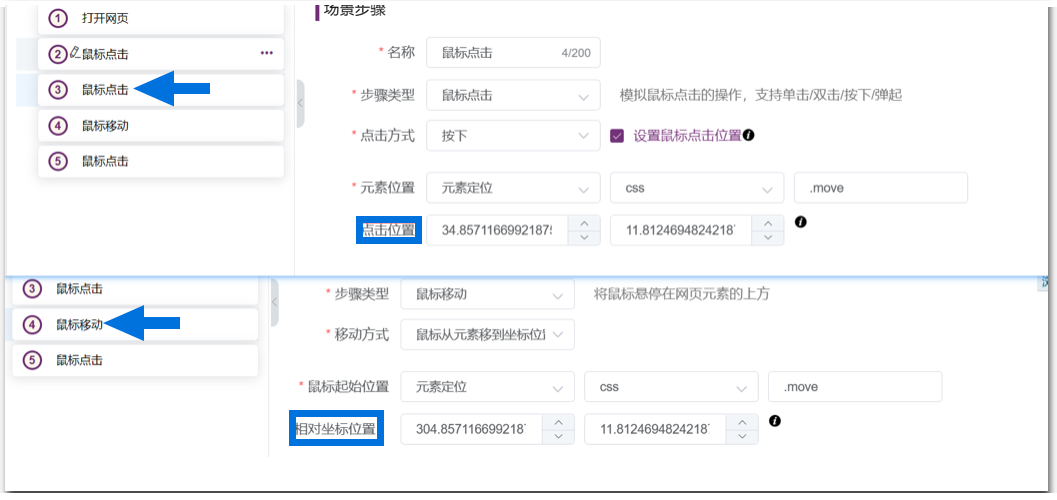 场景步骤
1 打开网页
2 鼠标点击
3 鼠标点击
4 鼠标移动
5 鼠标点击
* 名称 鼠标点击 4/200
* 步骤类型 鼠标点击 模拟鼠标点击的操作，支持单击/双击/按下/弹起
* 点击方式 按下 设置鼠标点击位置
* 元素位置 元素定位 css .move
点击位置 34.8571166992187 11.8124694824218
3 鼠标点击
4 鼠标移动
5 鼠标点击
* 步骤类型 鼠标移动 将鼠标悬停在网页元素的上方
* 移动方式 鼠标从元素移到坐标位
* 鼠标起始位置 元素定位 css .move
相对坐标位置 304.857116699218 11.8124694824218